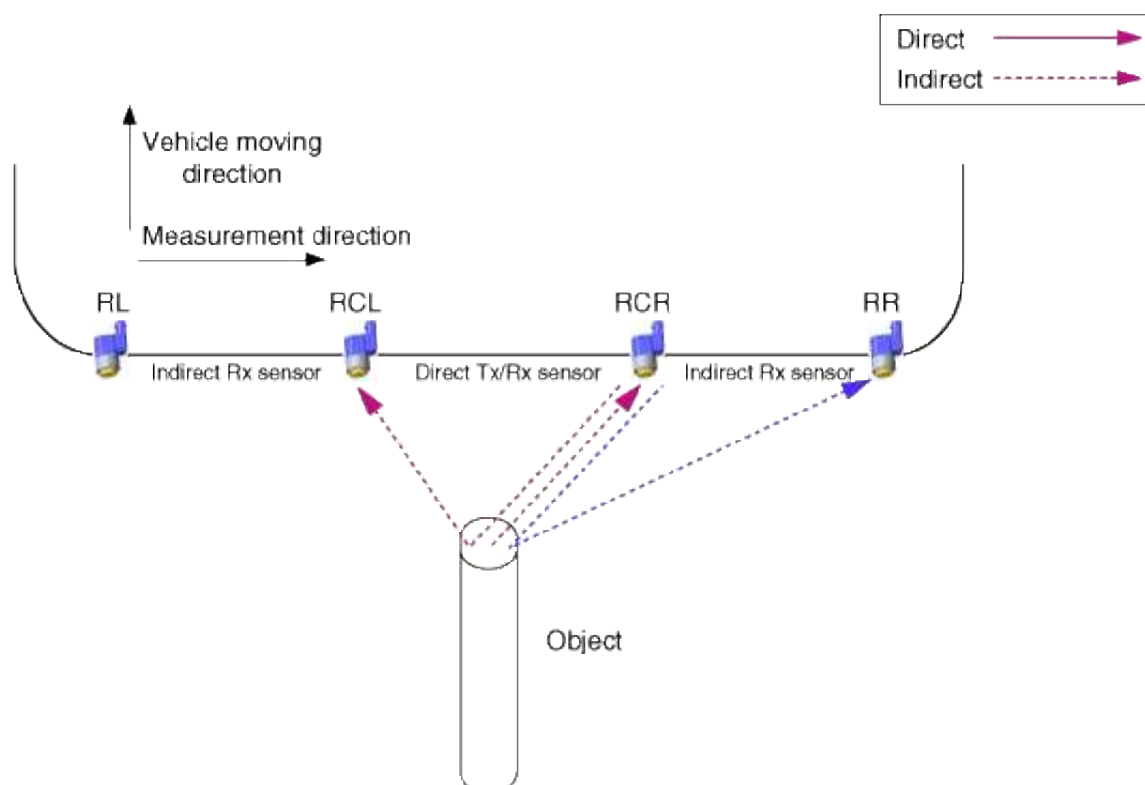 Direct
Indirect
Vehicle moving
direction
Measurement direction
RL
RCL
RCR
RR
Indirect Rx sensor
Direct Tx/Rx sensor
Indirect Rx sensor
Object